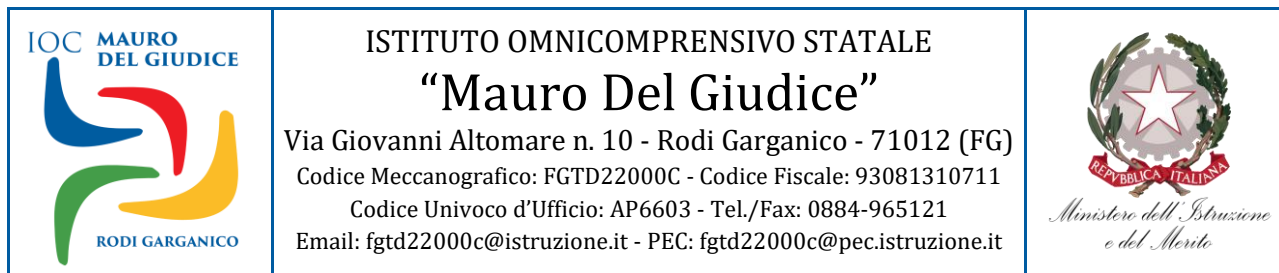 IOC MAURO
DEL GIUDICE
RODI GARGANICO
ISTITUTO OMNICOMPRENSIVO STATALE
“Mauro Del Giudice”
Via Giovanni Altomare n. 10 - Rodi Garganico - 71012 (FG)
Codice Meccanografico: FGTD22000C - Codice Fiscale: 93081310711
Codice Univoco d’Ufficio: AP6603 - Tel./Fax: 0884-965121
Email: fgtd22000c@istruzione.it - PEC: fgtd22000c@pec.istruzione.it
REPVBBLICA ITALIANA
Ministero dell’Istruzione
e del Merito